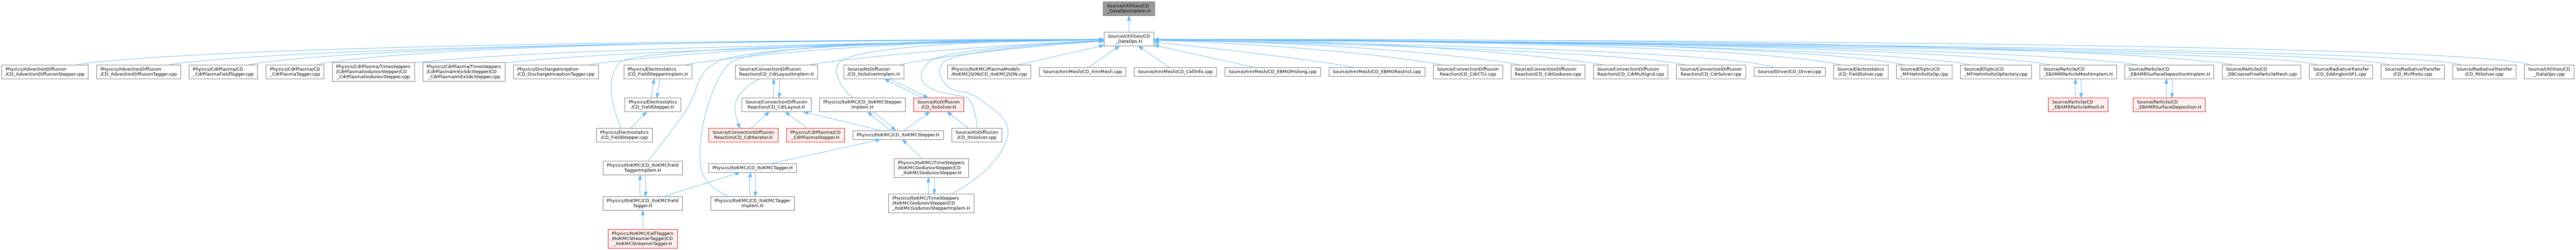 Source/Utilities/CD
_DataOpsImplem.H
Source/Utilities/CD
_DataOps.H
Physics/AdvectionDiffusion
/CD_AdvectionDiffusionStepper.cpp
Physics/AdvectionDiffusion
/CD_AdvectionDiffusionTagger.cpp
Physics/CdrPlasma/CD
_CdrPlasmaFieldTagger.cpp
Physics/CdrPlasma/CD
_CdrPlasmaTagger.cpp
Physics/CdrPlasma/Timesteppers
/CdrPlasmaGodunovStepper/CD
_CdrPlasmaGodunovStepper.cpp
Physics/CdrPlasma/Timesteppers
/CdrPlasmaImExSdcStepper/CD
_CdrPlasmaImExSdcStepper.cpp
Physics/DischargeInception
/CD_DischargeInceptionTagger.cpp
Physics/Electrostatics
/CD_FieldStepperImplem.H
Source/ConvectionDiffusion
Reaction/CD_CdrLayoutImplem.H
Source/ItoDiffusion
/CD_ItoSolverImplem.H
Physics/ItoKMC/PlasmaModels
/ItoKMCJSON/CD_ItoKMCJSON.cpp
Source/AmrMesh/CD_AmrMesh.cpp
Source/AmrMesh/CD_CellInfo.cpp
Source/AmrMesh/CD_EBMGProlong.cpp
Source/AmrMesh/CD_EBMGRestrict.cpp
Source/ConvectionDiffusion
Reaction/CD_CdrCTU.cpp
Source/ConvectionDiffusion
Reaction/CD_CdrGodunov.cpp
Source/ConvectionDiffusion
Reaction/CD_CdrMultigrid.cpp
Source/ConvectionDiffusion
Reaction/CD_CdrSolver.cpp
Source/Driver/CD_Driver.cpp
Source/Electrostatics
/CD_FieldSolver.cpp
Source/Elliptic/CD
_MFHelmholtzOp.cpp
Source/Elliptic/CD
_MFHelmholtzOpFactory.cpp
Source/Particle/CD
_EBAMRParticleMeshImplem.H
Source/Particle/CD
_EBAMRSurfaceDepositionImplem.H
Source/Particle/CD
_EBCoarseFineParticleMesh.cpp
Source/RadiativeTransfer
/CD_EddingtonSP1.cpp
Source/RadiativeTransfer
/CD_McPhoto.cpp
Source/RadiativeTransfer
/CD_RtSolver.cpp
Source/Utilities/CD
_DataOps.cpp
Physics/Electrostatics
/CD_FieldStepper.H
Source/ConvectionDiffusion
Reaction/CD_CdrLayout.H
Physics/ItoKMC/CD_ItoKMCStepper
Implem.H
Source/ItoDiffusion
/CD_ItoSolver.H
Source/Particle/CD
_EBAMRParticleMesh.H
Source/Particle/CD
_EBAMRSurfaceDeposition.H
Physics/Electrostatics
/CD_FieldStepper.cpp
Source/ConvectionDiffusion
Reaction/CD_CdrIterator.H
Physics/CdrPlasma/CD
_CdrPlasmaStepper.H
Physics/ItoKMC/CD_ItoKMCStepper.H
Source/ItoDiffusion
/CD_ItoSolver.cpp
Physics/ItoKMC/CD_ItoKMCField
TaggerImplem.H
Physics/ItoKMC/CD_ItoKMCTagger.H
Physics/ItoKMC/TimeSteppers
/ItoKMCGodunovStepper/CD
_ItoKMCGodunovStepper.H
Physics/ItoKMC/CD_ItoKMCField
Tagger.H
Physics/ItoKMC/CD_ItoKMCTagger
Implem.H
Physics/ItoKMC/TimeSteppers
/ItoKMCGodunovStepper/CD
_ItoKMCGodunovStepperImplem.H
Physics/ItoKMC/CellTaggers
/ItoKMCStreamerTagger/CD
_ItoKMCStreamerTagger.H